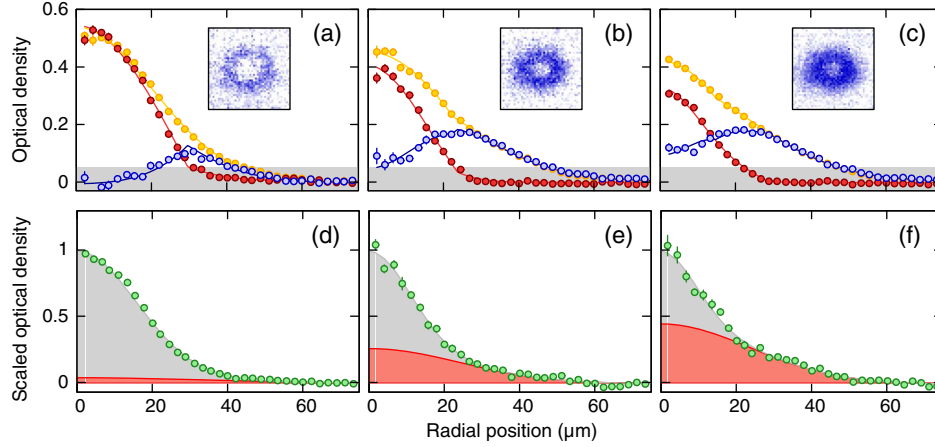 0.6
0.4
0.2
0
Optical density
(a)
(b)
(c)
1
0.5
0
Scaled optical density
(d)
(e)
(f)
0 20 40 60 0 20 40 60 0 20 40 60
Radial position (μm)